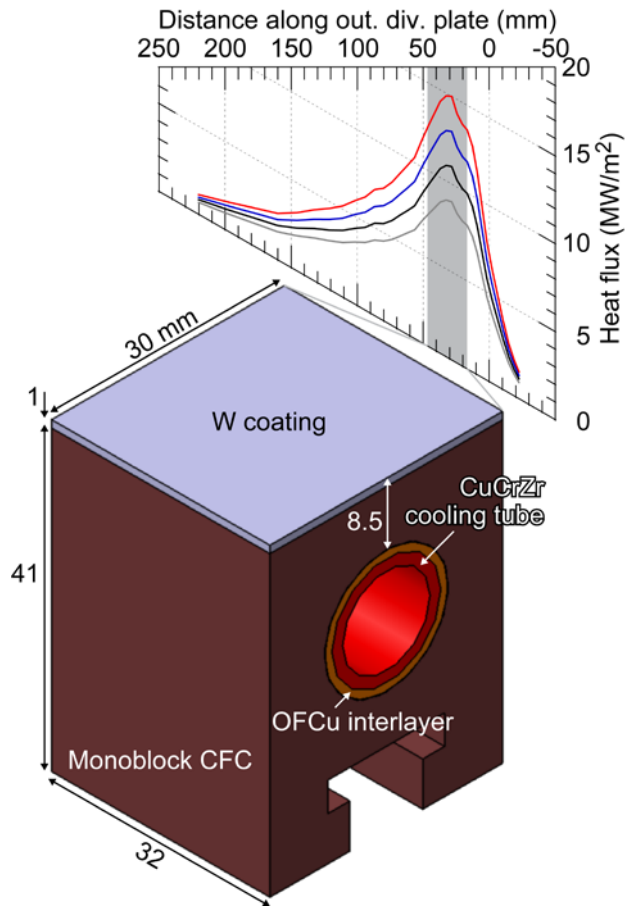 Distance along out. div. plate (mm)
250 200 150 100 50 0 -50
20
15
10
5
0
Heat flux (MW/m²)
30 mm
1
W coating
8.5
CuCrZr
cooling tube
41
OFCu interlayer
Monoblock CFC
32